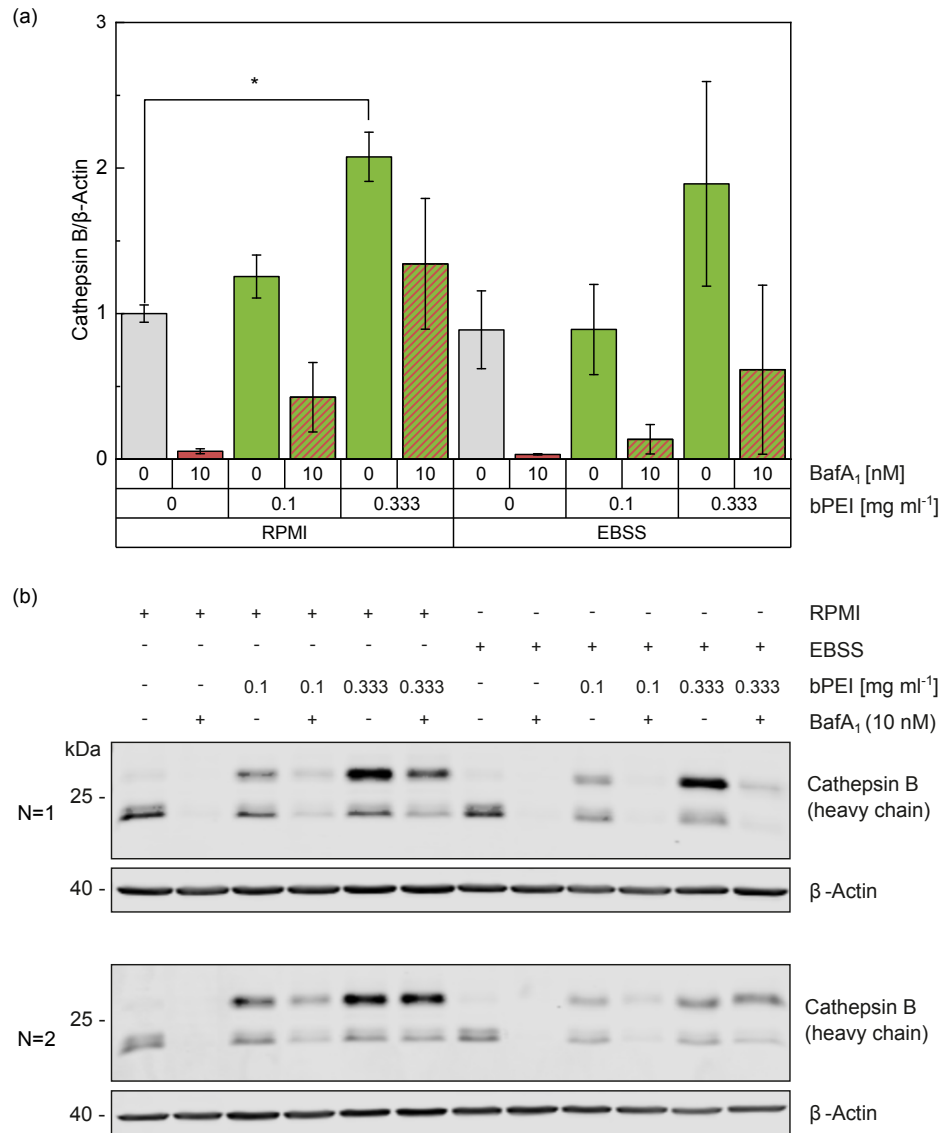 (a)
3
2
1
0
Cathepsin B/β-Actin
*
0 10 0 10 0 10 0 10 0 10 0 10 BafA₁ [nM]
0 0.1 0.333 0 0.1 0.333 bPEI [mg ml⁻¹]
RPMI EBSS
(b)
+ + + + + + - - - - - - RPMI
- - - - - - + + + + + + EBSS
- - 0.1 0.1 0.333 0.333 - - 0.1 0.1 0.333 0.333 bPEI [mg ml⁻¹]
- + - + - + - + - + - + BafA₁ (10 nM)
kDa
25 -
N=1
Cathepsin B
(heavy chain)
40 -
β-Actin
25 -
N=2
Cathepsin B
(heavy chain)
40 -
β-Actin